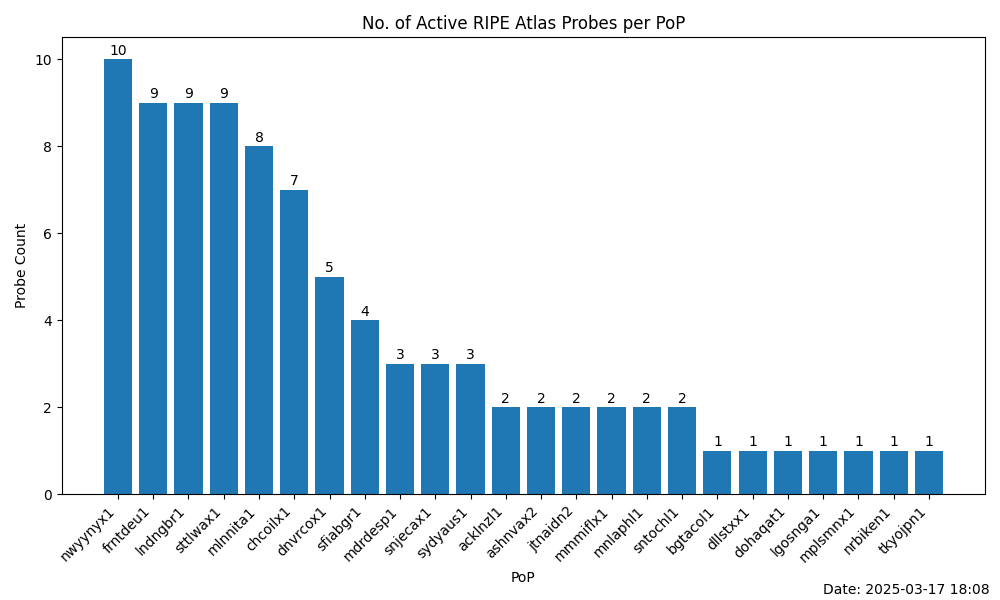 No. of Active RIPE Atlas Probes per PoP
10
8
6
4
2
0
Probe Count
10
9
9
9
8
7
5
4
3
3
3
2
2
2
2
2
2
1
1
1
1
1
1
1
nwyynyx1
frntdeu1
lndngbr1
sttlwax1
mlnnita1
chcoilx1
dnvrcox1
sfiabgr1
mdrdesp1
snjecax1
sydyaus1
acklnzl1
ashnvax2
jtnaidn2
mmmiflx1
mnlaphl1
sntochl1
bgtacol1
dllstxx1
dohaqat1
lgosnga1
mplsmnx1
nrbiken1
tkyojpn1
PoP
Date: 2025-03-17 18:08